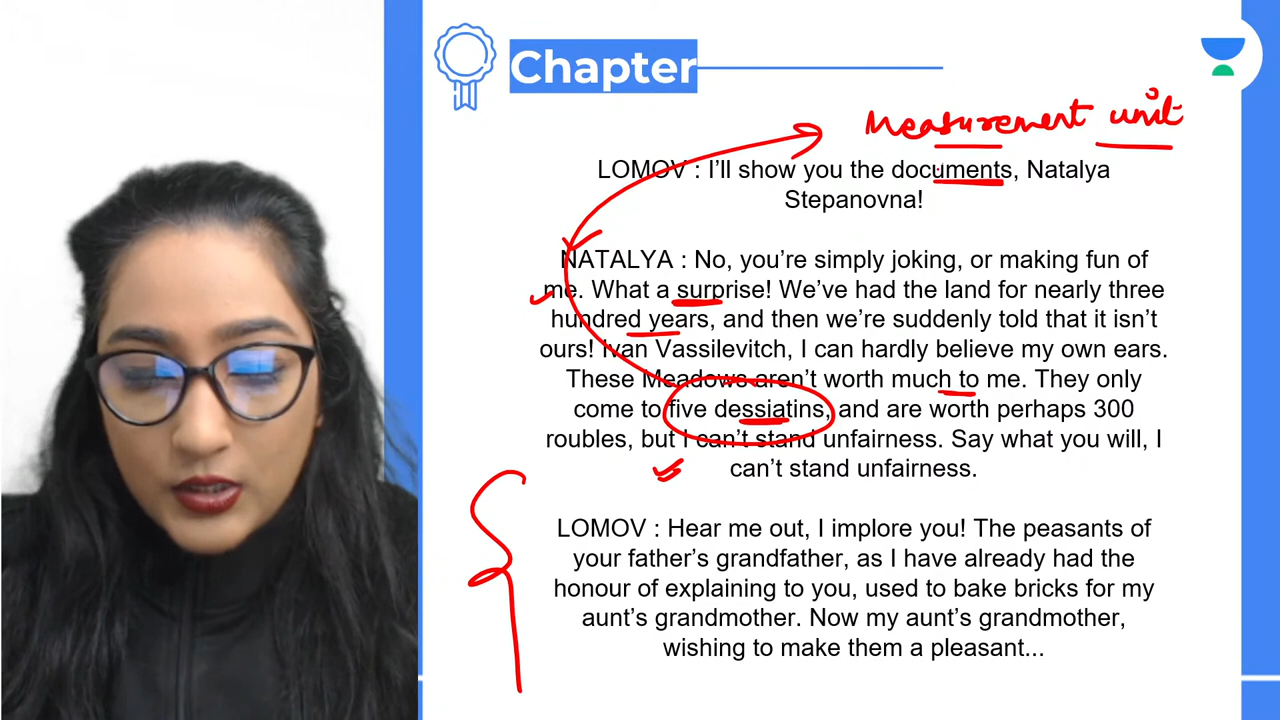 Chapter
Measurement unit
LOMOV : I’ll show you the documents, Natalya
Stepanovna!
NATALYA : No, you’re simply joking, or making fun of
me. What a surprise! We’ve had the land for nearly three
hundred years, and then we’re suddenly told that it isn’t
ours! Ivan Vassilevitch, I can hardly believe my own ears.
These Meadows aren’t worth much to me. They only
come to five dessiatins, and are worth perhaps 300
roubles, but I can’t stand unfairness. Say what you will, I
can’t stand unfairness.
LOMOV : Hear me out, I implore you! The peasants of
your father’s grandfather, as I have already had the
honour of explaining to you, used to bake bricks for my
aunt’s grandmother. Now my aunt’s grandmother,
wishing to make them a pleasant...